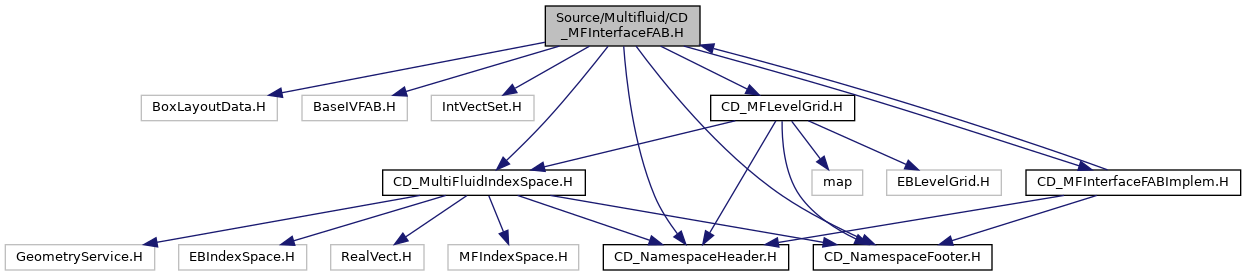 Source/Multifluid/CD
_MFInterfaceFAB.H
BoxLayoutData.H
BaseIVFAB.H
IntVectSet.H
CD_MFLevelGrid.H
CD_MultiFluidIndexSpace.H
map
EBLevelGrid.H
CD_MFInterfaceFABImplem.H
GeometryService.H
EBIndexSpace.H
RealVect.H
MFIndexSpace.H
CD_NamespaceHeader.H
CD_NamespaceFooter.H